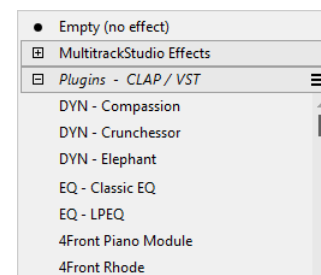 Empty (no effect)
MultitrackStudio Effects
Plugins - CLAP / VST
DYN - Compassion
DYN - Crunchessor
DYN - Elephant
EQ - Classic EQ
EQ - LPEQ
4Front Piano Module
4Front Rhode